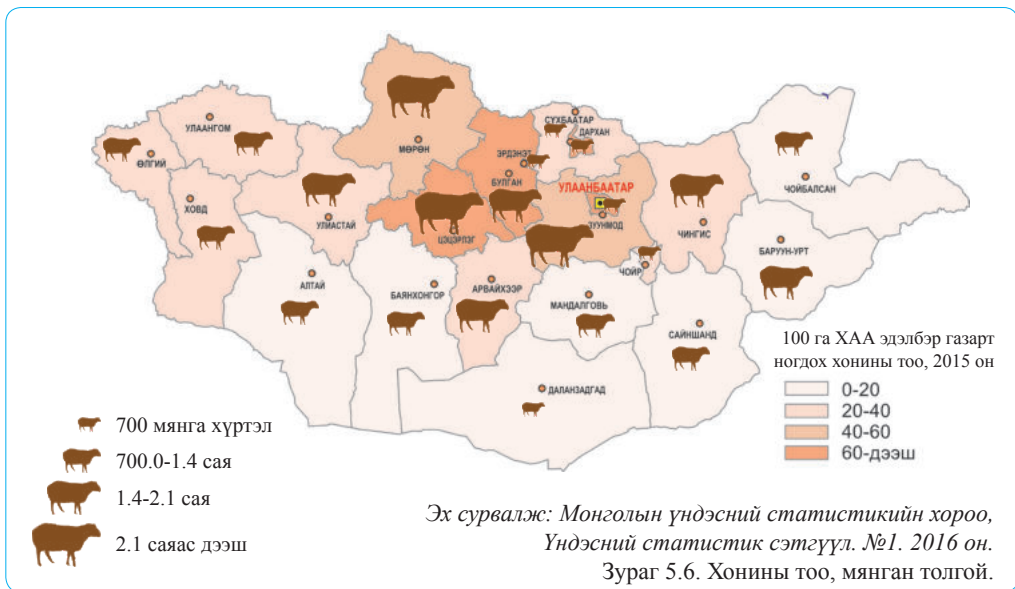 УЛААНГОМ
ӨЛГИЙ
ХОВД
УЛИАСТАЙ
МӨРӨН
СҮХБААТАР
ДАРХАН
ЭРДЭНЭТ
БУЛГАН
УЛААНБААТАР
ЗУУНМОД
ЦЭЦЭРЛЭГ
ЧИНГИС
ЧОЙБАЛСАН
БАРУУН-УРТ
ЧОЙР
АЛТАЙ
БАЯНХОНГОР
АРВАЙХЭЭР
МАНДАЛГОВЬ
САЙНШАНД
ДАЛАНЗАДГАД
100 га ХАА эдэлбэр газарт
ногдох хонины тоо, 2015 он
0-20
20-40
40-60
60-дээш
700 мянга хүртэл
700.0-1.4 сая
1.4-2.1 сая
2.1 саяас дээш
Эх сурвалж: Монголын үндэсний статистикийн хороо,
Үндэсний статистик сэтгүүл. №1. 2016 он.
Зураг 5.6. Хонины тоо, мянган толгой.